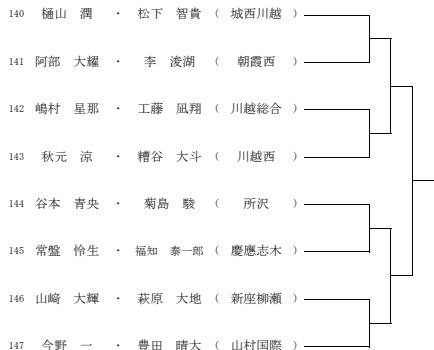 140 樋山 潤 ・ 松下 智貴 ( 城西川越 )
141 阿部 大耀 ・ 李 浚湖 ( 朝霞西 )
142 嶋村 星那 ・ 工藤 凪翔 ( 川越総合 )
143 秋元 涼 ・ 糟谷 大斗 ( 川越西 )
144 谷本 青央 ・ 菊島 駿 ( 所沢 )
145 常盤 怜生 ・ 福知 泰一郎 ( 慶應志木 )
146 山﨑 大輝 ・ 萩原 大地 ( 新座柳瀬 )
147 今野 一 ・ 豊田 晴大 ( 山村国際 )